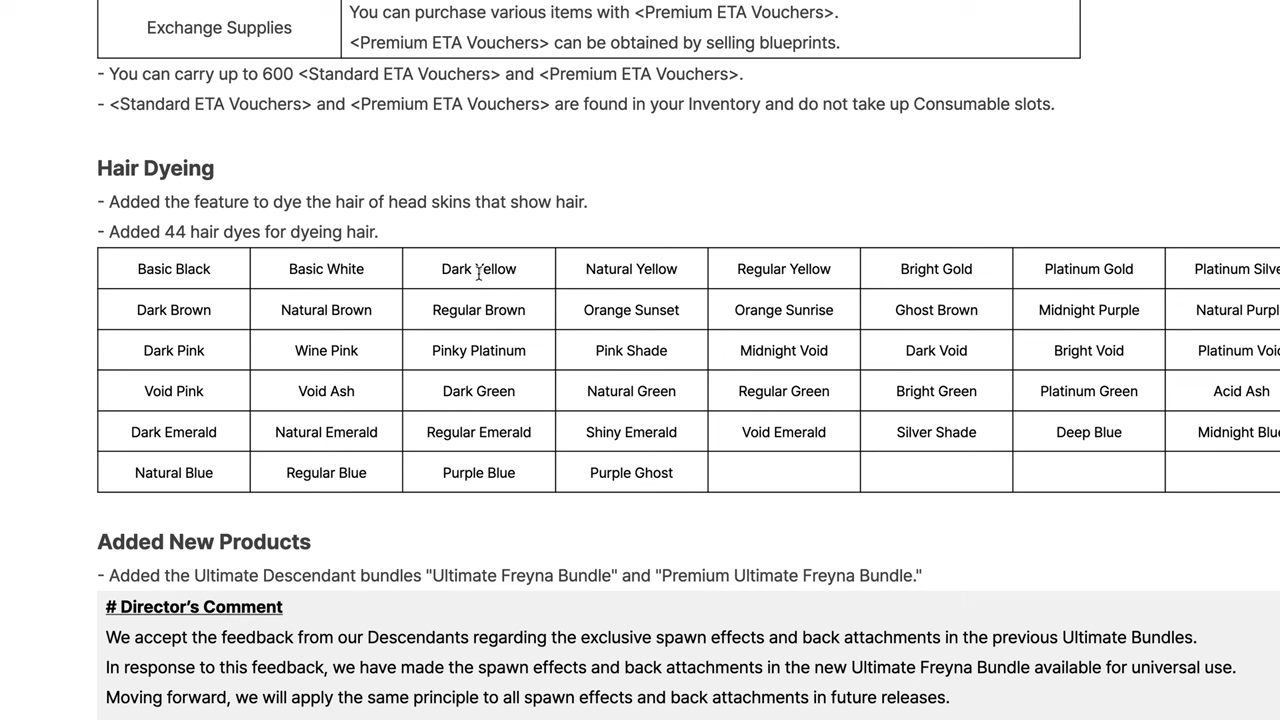 Exchange Supplies
You can purchase various items with <Premium ETA Vouchers>.
<Premium ETA Vouchers> can be obtained by selling blueprints.
- You can carry up to 600 <Standard ETA Vouchers> and <Premium ETA Vouchers>.
- <Standard ETA Vouchers> and <Premium ETA Vouchers> are found in your Inventory and do not take up Consumable slots.
Hair Dyeing
- Added the feature to dye the hair of head skins that show hair.
- Added 44 hair dyes for dyeing hair.
Basic Black Basic White Dark Yellow Natural Yellow Regular Yellow Bright Gold Platinum Gold Platinum Silve
Dark Brown Natural Brown Regular Brown Orange Sunset Orange Sunrise Ghost Brown Midnight Purple Natural Purpl
Dark Pink Wine Pink Pinky Platinum Pink Shade Midnight Void Dark Void Bright Void Platinum Voi
Void Pink Void Ash Dark Green Natural Green Regular Green Bright Green Platinum Green Acid Ash
Dark Emerald Natural Emerald Regular Emerald Shiny Emerald Void Emerald Silver Shade Deep Blue Midnight Blu
Natural Blue Regular Blue Purple Blue Purple Ghost
Added New Products
- Added the Ultimate Descendant bundles "Ultimate Freyna Bundle" and "Premium Ultimate Freyna Bundle."
# Director's Comment
We accept the feedback from our Descendants regarding the exclusive spawn effects and back attachments in the previous Ultimate Bundles.
In response to this feedback, we have made the spawn effects and back attachments in the new Ultimate Freyna Bundle available for universal use.
Moving forward, we will apply the same principle to all spawn effects and back attachments in future releases.